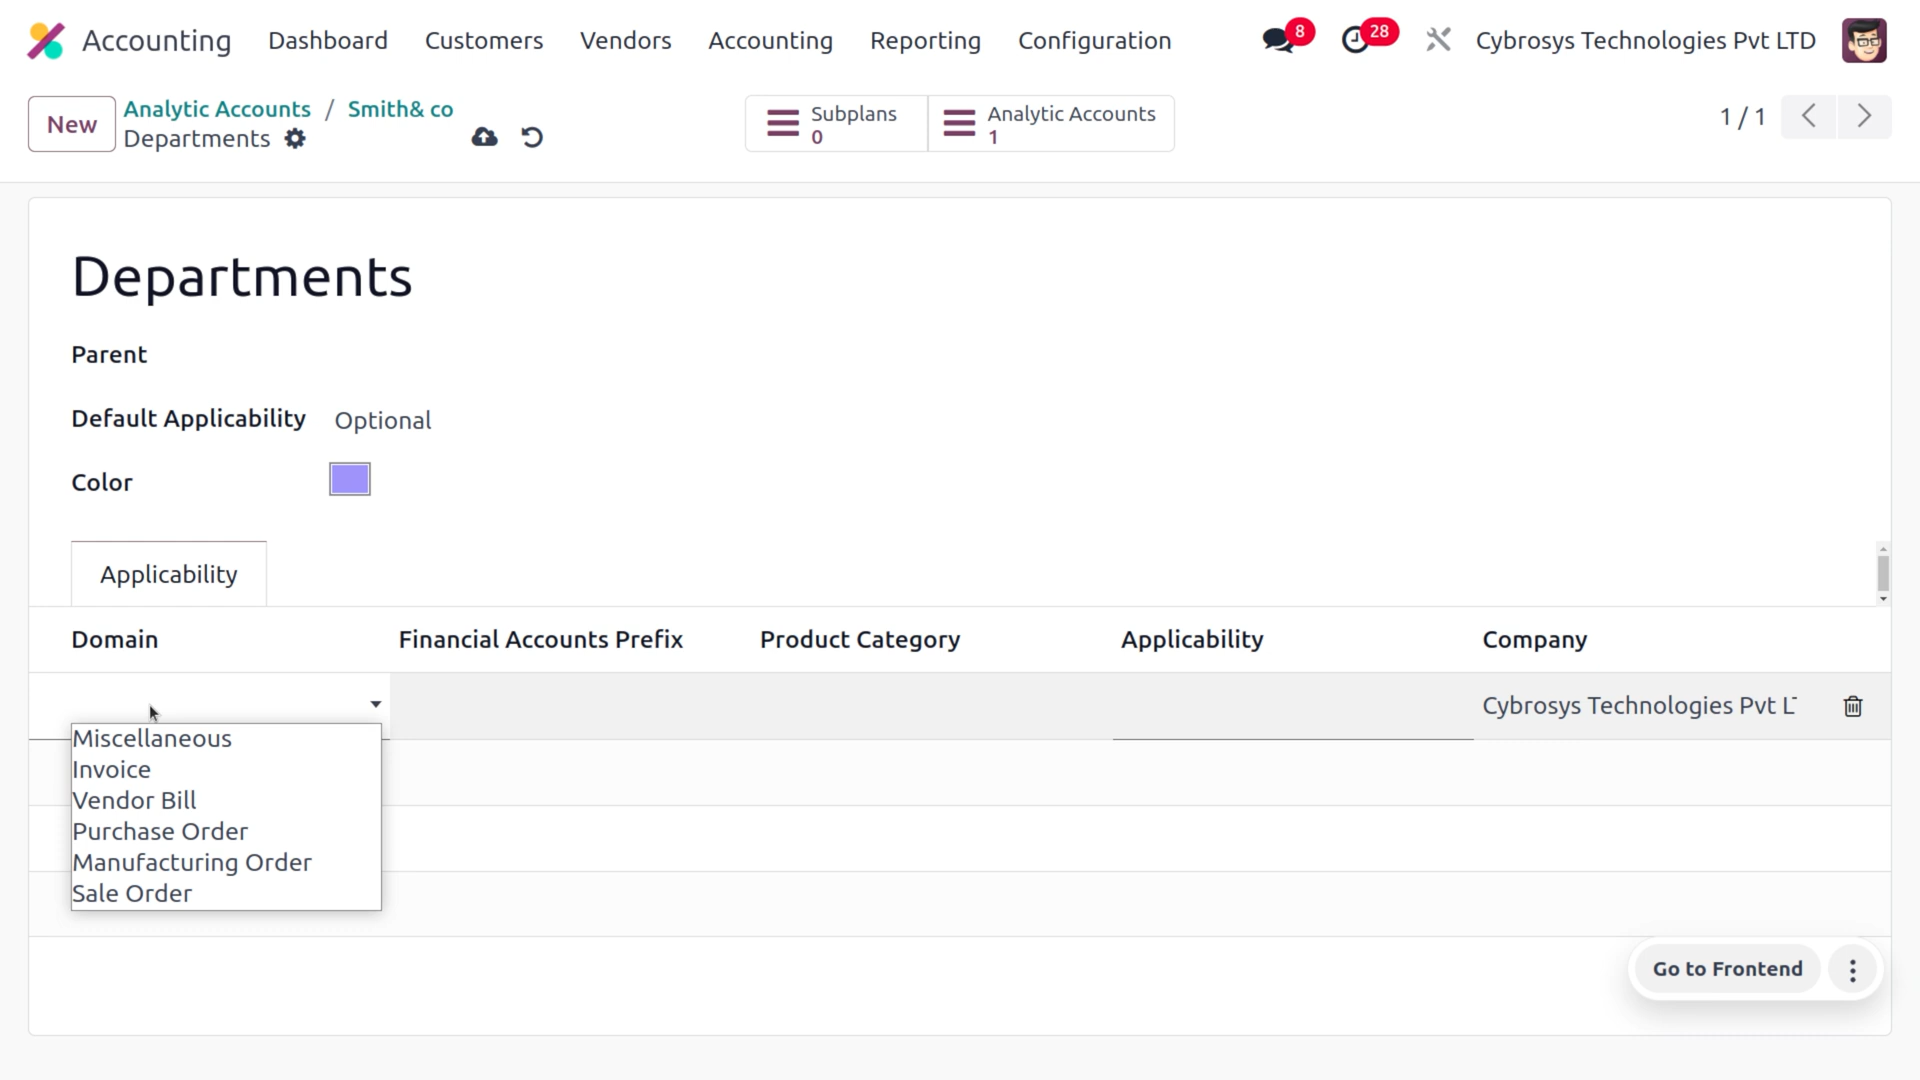 Accounting Dashboard Customers Vendors Accounting Reporting Configuration 8 28 Cybrosys Technologies Pvt LTD
New Analytic Accounts / Smith& co
Departments
Subplans
0
Analytic Accounts
1
1 / 1
Departments
Parent
Default Applicability Optional
Color
Applicability
Domain Financial Accounts Prefix Product Category Applicability Company
Cybrosys Technologies Pvt L
Miscellaneous
Invoice
Vendor Bill
Purchase Order
Manufacturing Order
Sale Order
Go to Frontend